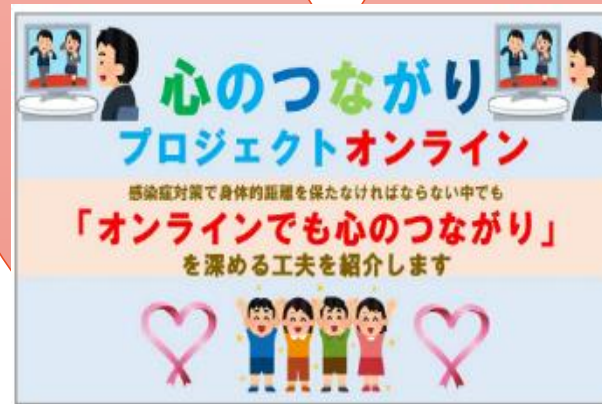 心のつながり
プロジェクトオンライン
感染症対策で身体的距離を保たなければならない中でも
「オンラインでも心のつながり」
を深める工夫を紹介します